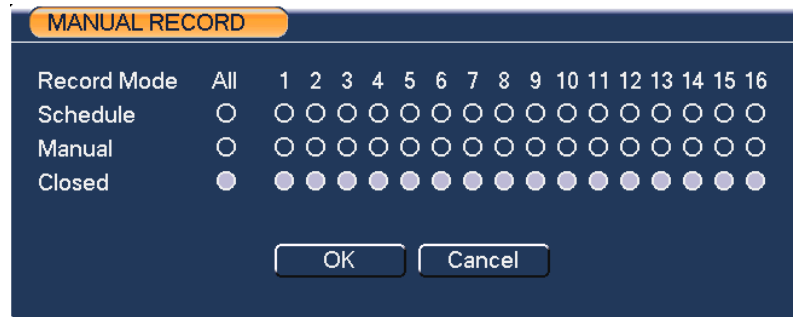 MANUAL RECORD
Record Mode All 1 2 3 4 5 6 7 8 9 10 11 12 13 14 15 16
Schedule
Manual
Closed
OK Cancel